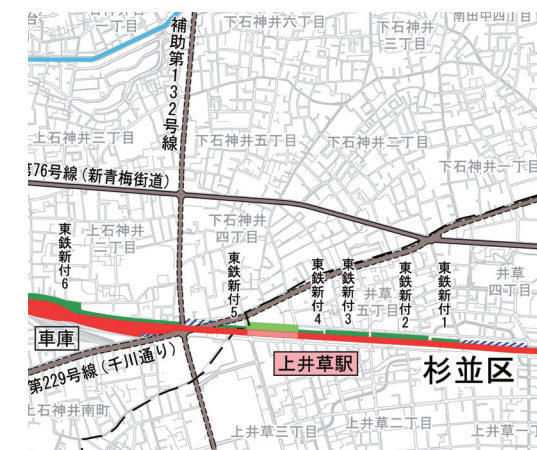 下石神井六丁目
南田中四丁目
下石神井
三丁目
補助第132号線
上石神井三丁目
下石神井五丁目
下石神井二丁目
下石神井一丁目
第76号線(新青梅街道)
東鉄新付6
上石神井
二丁目
下石神井
四丁目
東鉄新付5
東鉄新付4
東鉄新付3
東鉄新付2
東鉄新付1
井草
五丁目
井草
四丁目
車庫
上井草駅
杉並区
第229号線(千川通り)
上石神井南町
上井草三丁目
上井草二丁目
上井草一丁